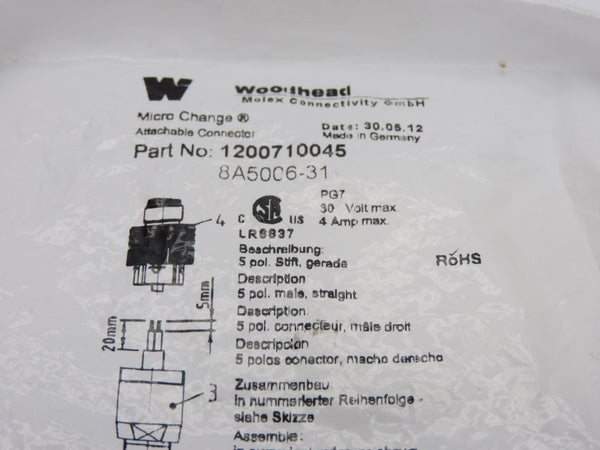 W Woodhead
Molex Connectivity GmbH
Micro Change ®
Attachable Connector
Date: 30.05.12
Made in Germany
Part No: 1200710045
8A5006-31
PG7
C US 30 Volt max.
4 Amp max.
LR6837
Beschreibung:
5 pol. Stift, gerade
RoHS
Description
5 pol. male, straight
Description:
5 pol. connecteur, mâle droit
Descripcion
5 polos conector, macho derecho
Zusammenbau:
in nummerierter Reihenfolge -
siehe Skizze
Assemble:
4
5mm
20mm
3